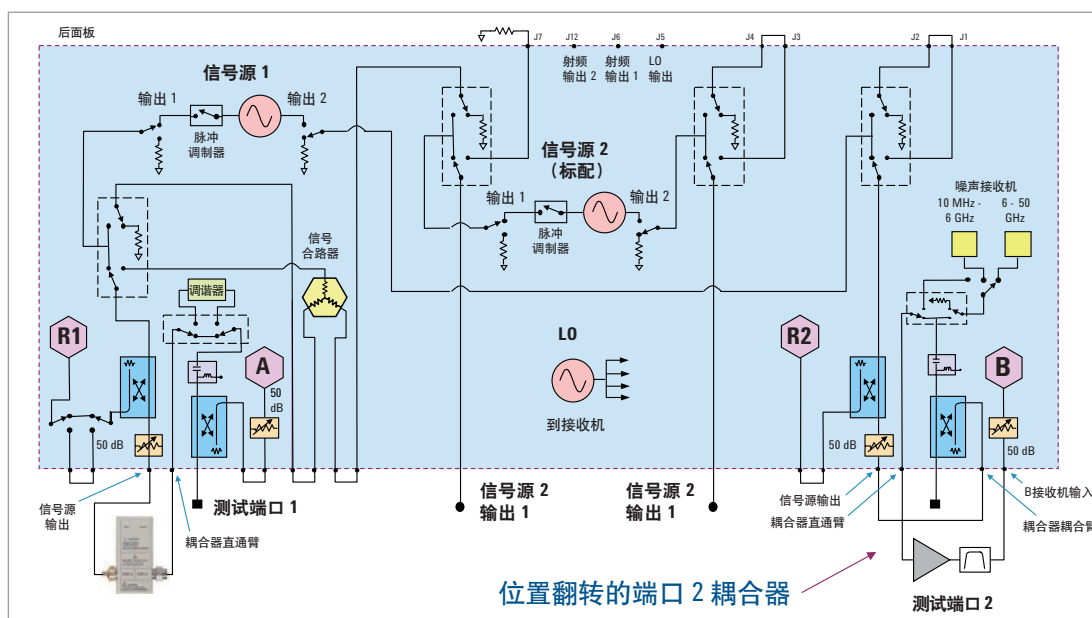 后面板
J7
J12
J6
J5
J4
J3
J2
J1
射频
输出 2
射频
输出 1
LO
输出
信号源 1
输出 1
输出 2
脉冲
调制器
信号源 2
(标配)
输出 1
输出 2
脉冲
调制器
噪声接收机
10 MHz -
6 GHz
6 - 50
GHz
信号
合路器
调谐器
R1
A
50
dB
50 dB
LO
到接收机
R2
B
50 dB
50 dB
信号源
输出
测试端口 1
耦合器直通臂
信号源 2
输出 1
信号源 2
输出 1
信号源输出
耦合器直通臂
B接收机输入
耦合器耦合臂
位置翻转的端口 2 耦合器
测试端口 2